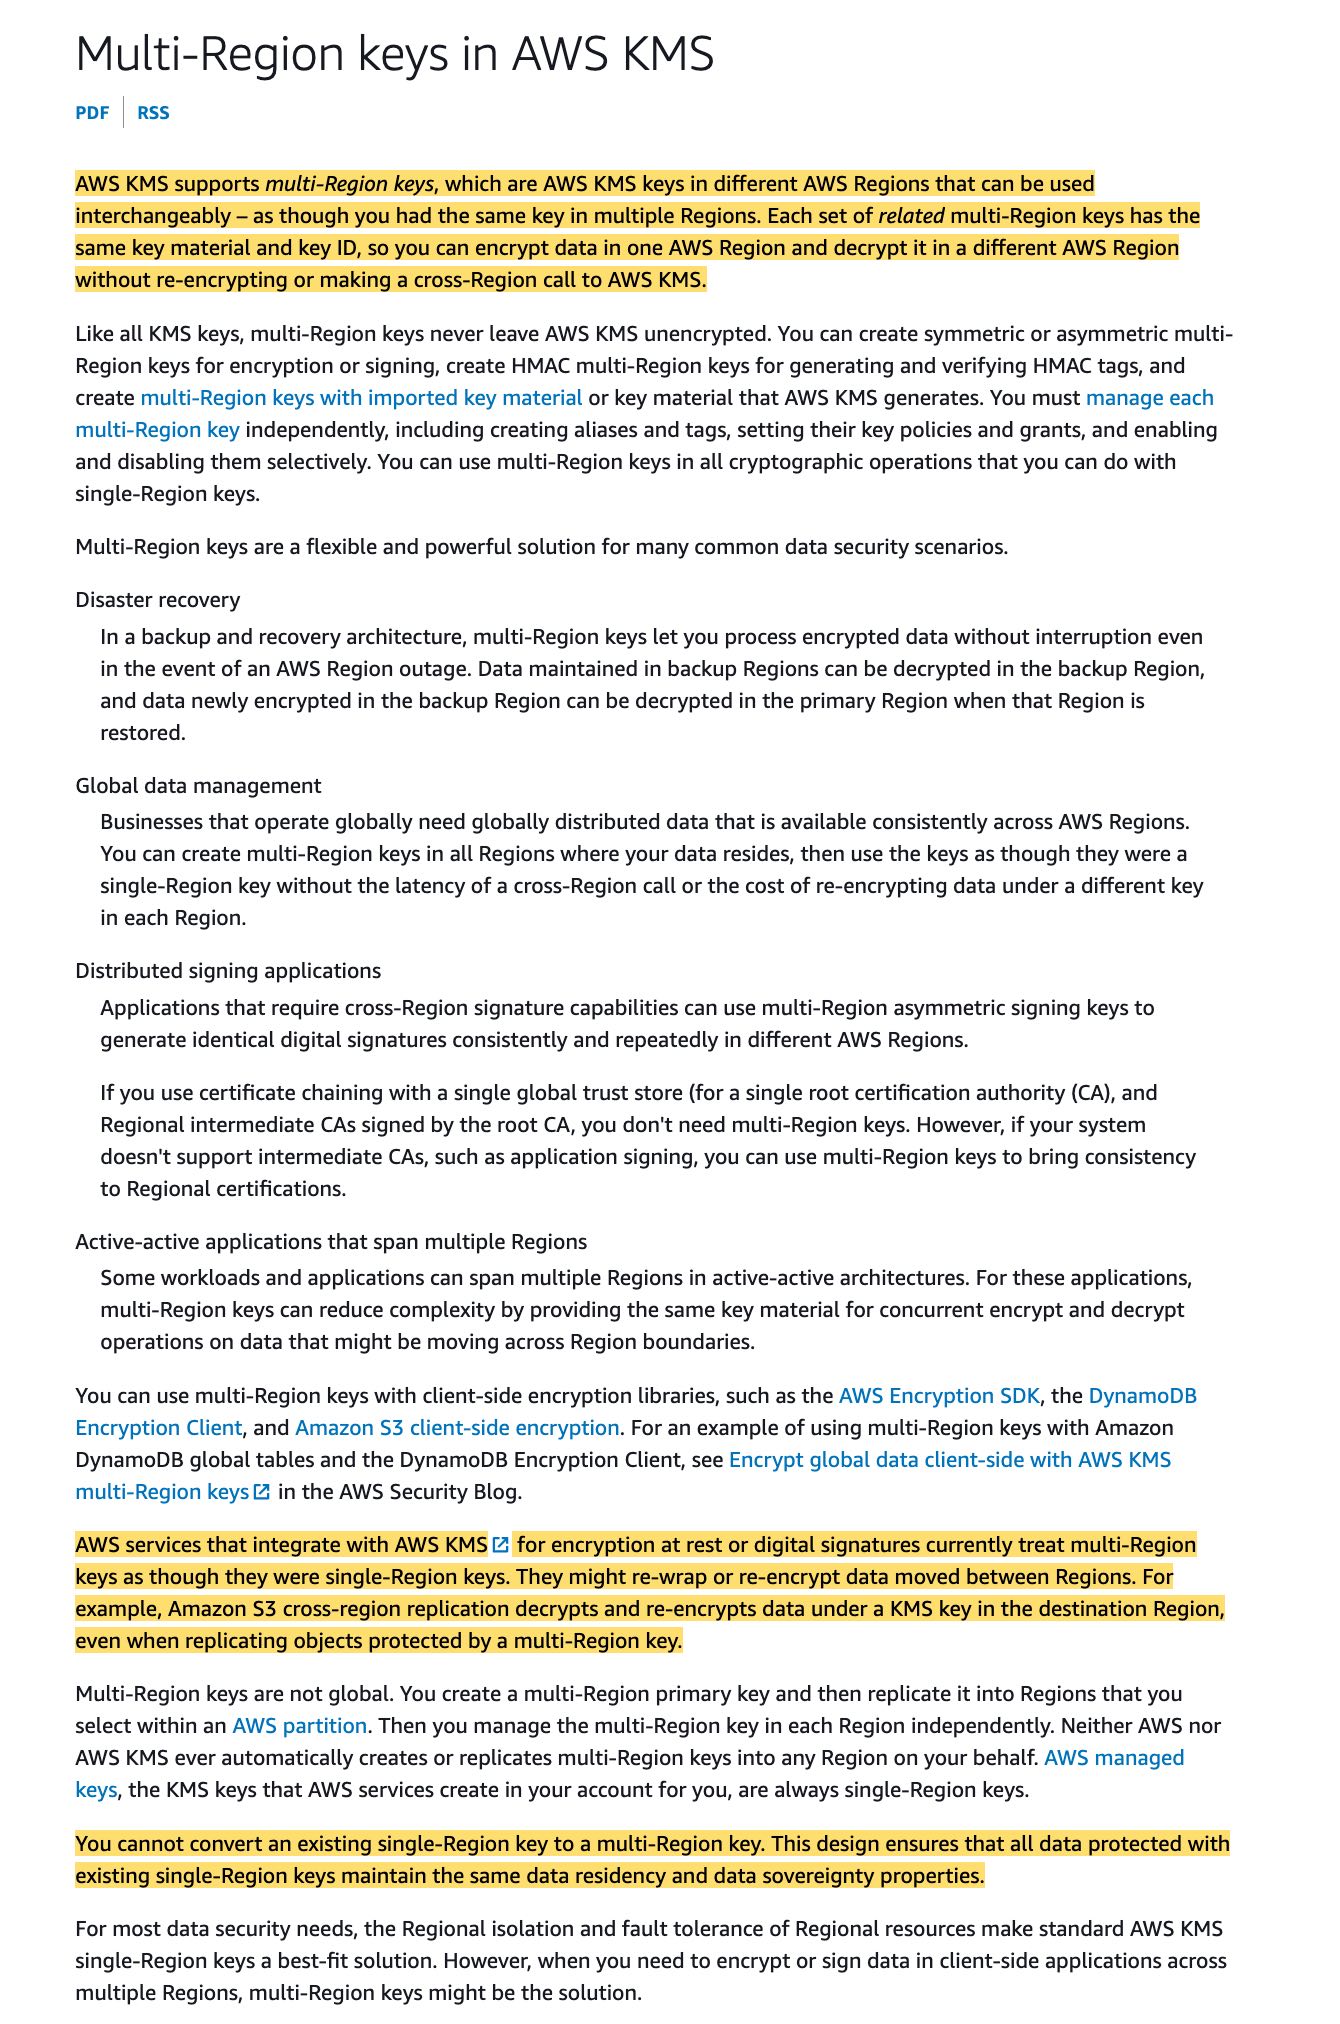 Multi-Region keys in AWS KMS
PDF
RSS
AWS KMS supports multi-Region keys, which are AWS KMS keys in different AWS Regions that can be used
interchangeably – as though you had the same key in multiple Regions. Each set of related multi-Region keys has the
same key material and key ID, so you can encrypt data in one AWS Region and decrypt it in a different AWS Region
without re-encrypting or making a cross-Region call to AWS KMS.
Like all KMS keys, multi-Region keys never leave AWS KMS unencrypted. You can create symmetric or asymmetric multi-
Region keys for encryption or signing, create HMAC multi-Region keys for generating and verifying HMAC tags, and
create multi-Region keys with imported key material or key material that AWS KMS generates. You must manage each
multi-Region key independently, including creating aliases and tags, setting their key policies and grants, and enabling
and disabling them selectively. You can use multi-Region keys in all cryptographic operations that you can do with
single-Region keys.
Multi-Region keys are a flexible and powerful solution for many common data security scenarios.
Disaster recovery
In a backup and recovery architecture, multi-Region keys let you process encrypted data without interruption even
in the event of an AWS Region outage. Data maintained in backup Regions can be decrypted in the backup Region,
and data newly encrypted in the backup Region can be decrypted in the primary Region when that Region is
restored.
Global data management
Businesses that operate globally need globally distributed data that is available consistently across AWS Regions.
You can create multi-Region keys in all Regions where your data resides, then use the keys as though they were a
single-Region key without the latency of a cross-Region call or the cost of re-encrypting data under a different key
in each Region.
Distributed signing applications
Applications that require cross-Region signature capabilities can use multi-Region asymmetric signing keys to
generate identical digital signatures consistently and repeatedly in different AWS Regions.
If you use certificate chaining with a single global trust store (for a single root certification authority (CA), and
Regional intermediate CAs signed by the root CA, you don't need multi-Region keys. However, if your system
doesn't support intermediate CAs, such as application signing, you can use multi-Region keys to bring consistency
to Regional certifications.
Active-active applications that span multiple Regions
Some workloads and applications can span multiple Regions in active-active architectures. For these applications,
multi-Region keys can reduce complexity by providing the same key material for concurrent encrypt and decrypt
operations on data that might be moving across Region boundaries.
You can use multi-Region keys with client-side encryption libraries, such as the AWS Encryption SDK, the DynamoDB
Encryption Client, and Amazon S3 client-side encryption. For an example of using multi-Region keys with Amazon
DynamoDB global tables and the DynamoDB Encryption Client, see Encrypt global data client-side with AWS KMS
multi-Region keys in the AWS Security Blog.
AWS services that integrate with AWS KMS for encryption at rest or digital signatures currently treat multi-Region
keys as though they were single-Region keys. They might re-wrap or re-encrypt data moved between Regions. For
example, Amazon S3 cross-region replication decrypts and re-encrypts data under a KMS key in the destination Region,
even when replicating objects protected by a multi-Region key.
Multi-Region keys are not global. You create a multi-Region primary key and then replicate it into Regions that you
select within an AWS partition. Then you manage the multi-Region key in each Region independently. Neither AWS nor
AWS KMS ever automatically creates or replicates multi-Region keys into any Region on your behalf. AWS managed
keys, the KMS keys that AWS services create in your account for you, are always single-Region keys.
You cannot convert an existing single-Region key to a multi-Region key. This design ensures that all data protected with
existing single-Region keys maintain the same data residency and data sovereignty properties.
For most data security needs, the Regional isolation and fault tolerance of Regional resources make standard AWS KMS
single-Region keys a best-fit solution. However, when you need to encrypt or sign data in client-side applications across
multiple Regions, multi-Region keys might be the solution.